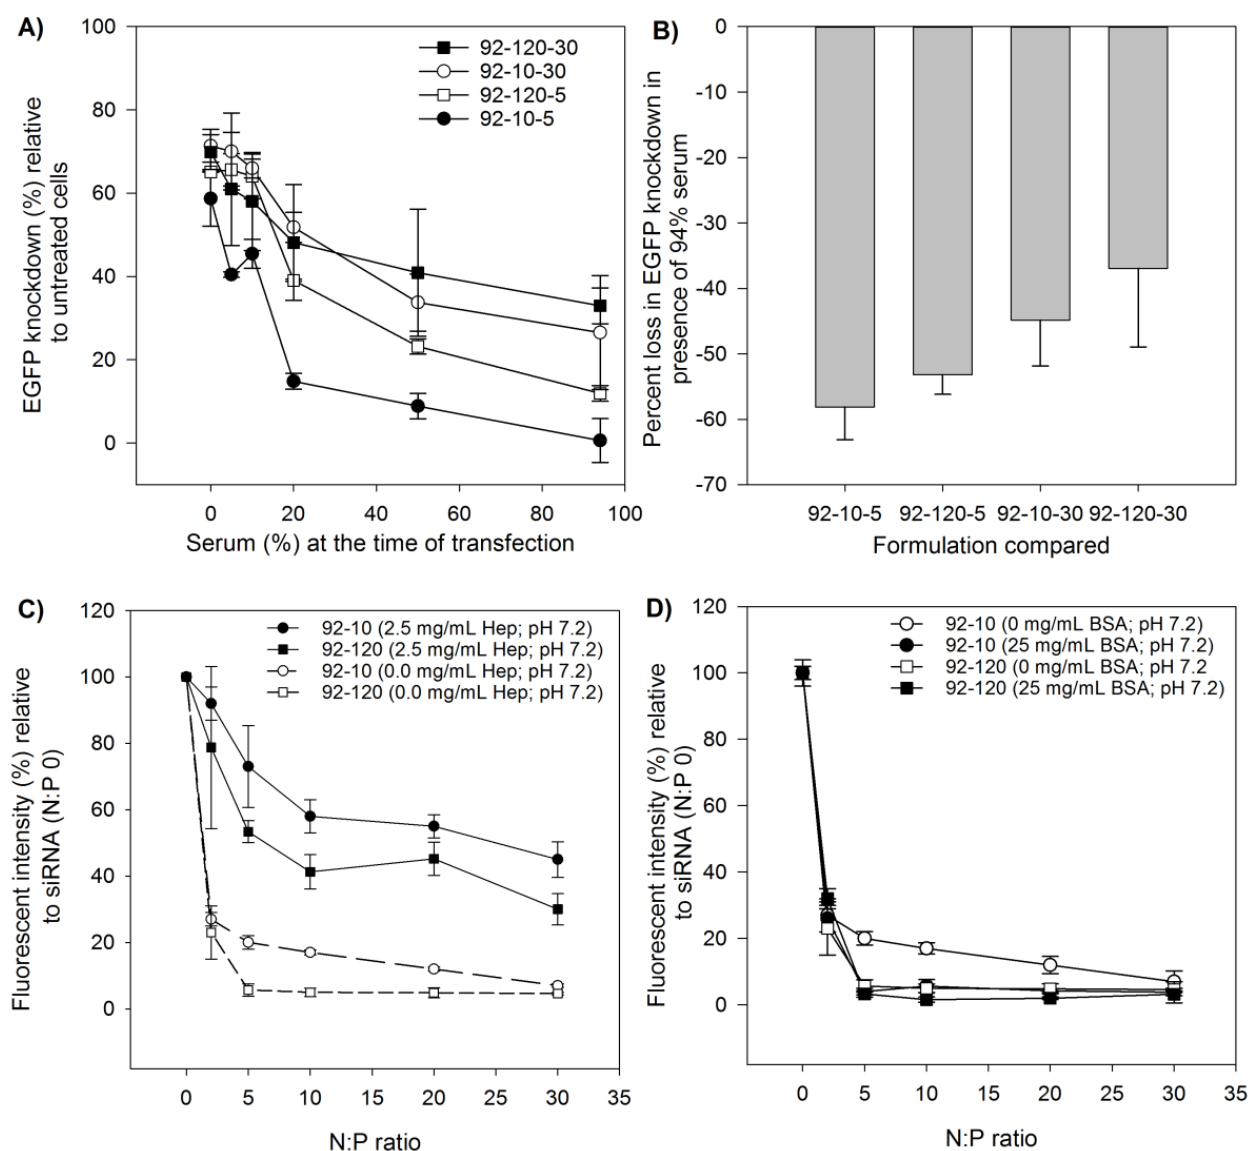 A)
100
80
60
40
20
0
EGFP knockdown (%) relative
to untreated cells
92-120-30
92-10-30
92-120-5
92-10-5
0 20 40 60 80 100
Serum (%) at the time of transfection
B)
0
-10
-20
-30
-40
-50
-60
-70
Percent loss in EGFP knockdown in
presence of 94% serum
92-10-5 92-120-5 92-10-30 92-120-30
Formulation compared
C)
120
100
80
60
40
20
0
Fluorescent intensity (%) relative
to siRNA (N:P 0)
92-10 (2.5 mg/mL Hep; pH 7.2)
92-120 (2.5 mg/mL Hep; pH 7.2)
92-10 (0.0 mg/mL Hep; pH 7.2)
92-120 (0.0 mg/mL Hep; pH 7.2)
0 5 10 15 20 25 30 35
N:P ratio
D)
120
100
80
60
40
20
0
Fluorescent intensity (%) relative
to siRNA (N:P 0)
92-10 (0 mg/mL BSA; pH 7.2)
92-10 (25 mg/mL BSA; pH 7.2)
92-120 (0 mg/mL BSA; pH 7.2
92-120 (25 mg/mL BSA; pH 7.2)
0 5 10 15 20 25 30 35
N:P ratio